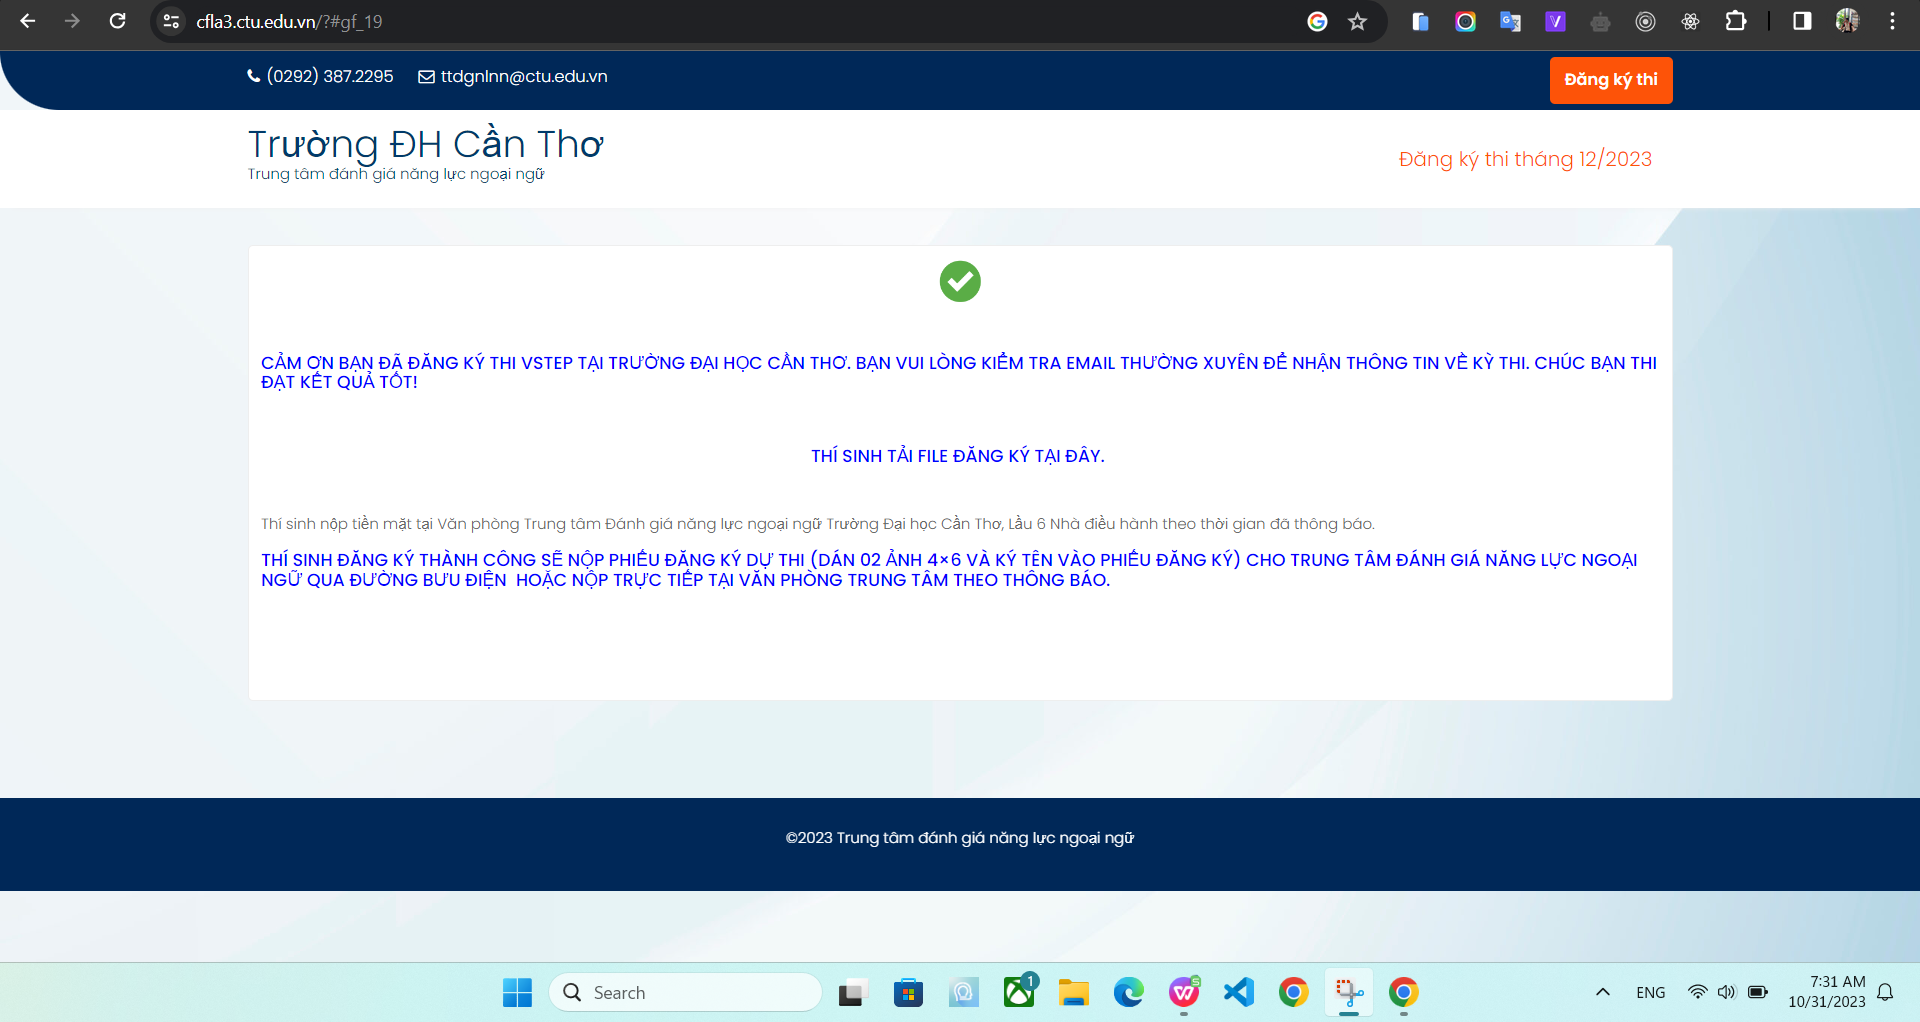 cfla3.ctu.edu.vn/?#gf_19
(0292) 387.2295 ttdgnlnn@ctu.edu.vn Đăng ký thi
Trường ĐH Cần Thơ
Trung tâm đánh giá năng lực ngoại ngữ
Đăng ký thi tháng 12/2023
CẢM ƠN BẠN ĐÃ ĐĂNG KÝ THI VSTEP TẠI TRƯỜNG ĐẠI HỌC CẦN THƠ. BẠN VUI LÒNG KIỂM TRA EMAIL THƯỜNG XUYÊN ĐỂ NHẬN THÔNG TIN VỀ KỲ THI. CHÚC BẠN THI
ĐẠT KẾT QUẢ TỐT!
THÍ SINH TẢI FILE ĐĂNG KÝ TẠI ĐÂY.
Thí sinh nộp tiền mặt tại Văn phòng Trung tâm Đánh giá năng lực ngoại ngữ Trường Đại học Cần Thơ, Lầu 6 Nhà điều hành theo thời gian đã thông báo.
THÍ SINH ĐĂNG KÝ THÀNH CÔNG SẼ NỘP PHIẾU ĐĂNG KÝ DỰ THI (DÁN 02 ẢNH 4×6 VÀ KÝ TÊN VÀO PHIẾU ĐĂNG KÝ) CHO TRUNG TÂM ĐÁNH GIÁ NĂNG LỰC NGOẠI
NGỮ QUA ĐƯỜNG BƯU ĐIỆN HOẶC NỘP TRỰC TIẾP TẠI VĂN PHÒNG TRUNG TÂM THEO THÔNG BÁO.
©2023 Trung tâm đánh giá năng lực ngoại ngữ
Search
1
ENG
7:31 AM
10/31/2023